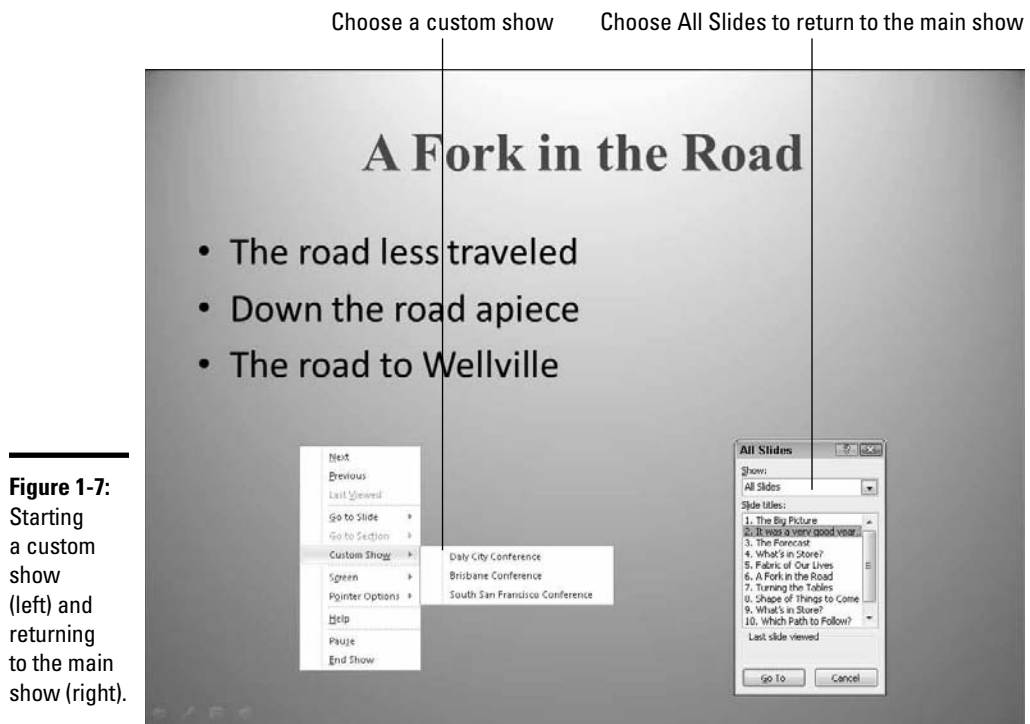 Choose a custom show
Choose All Slides to return to the main show
A Fork in the Road
• The road less traveled
• Down the road apiece
• The road to Wellville
Next
Previous
Last Viewed
Go to Slide
Go to Section
Custom Show
Screen
Pointer Options
Help
Pause
End Show
Daly City Conference
Brisbane Conference
South San Francisco Conference
All Slides
Show:
All Slides
Slide titles:
1. The Big Picture
2. It was a very good year
3. The Forecast
4. What's in Store?
5. Fabric of Our Lives
6. A Fork in the Road
7. Turning the Tables
8. Shape of Things to Come
9. What's in Store?
10. Which Path to Follow?
Last slide viewed
Go To
Cancel
Figure 1-7:
Starting
a custom
show
(left) and
returning
to the main
show (right).